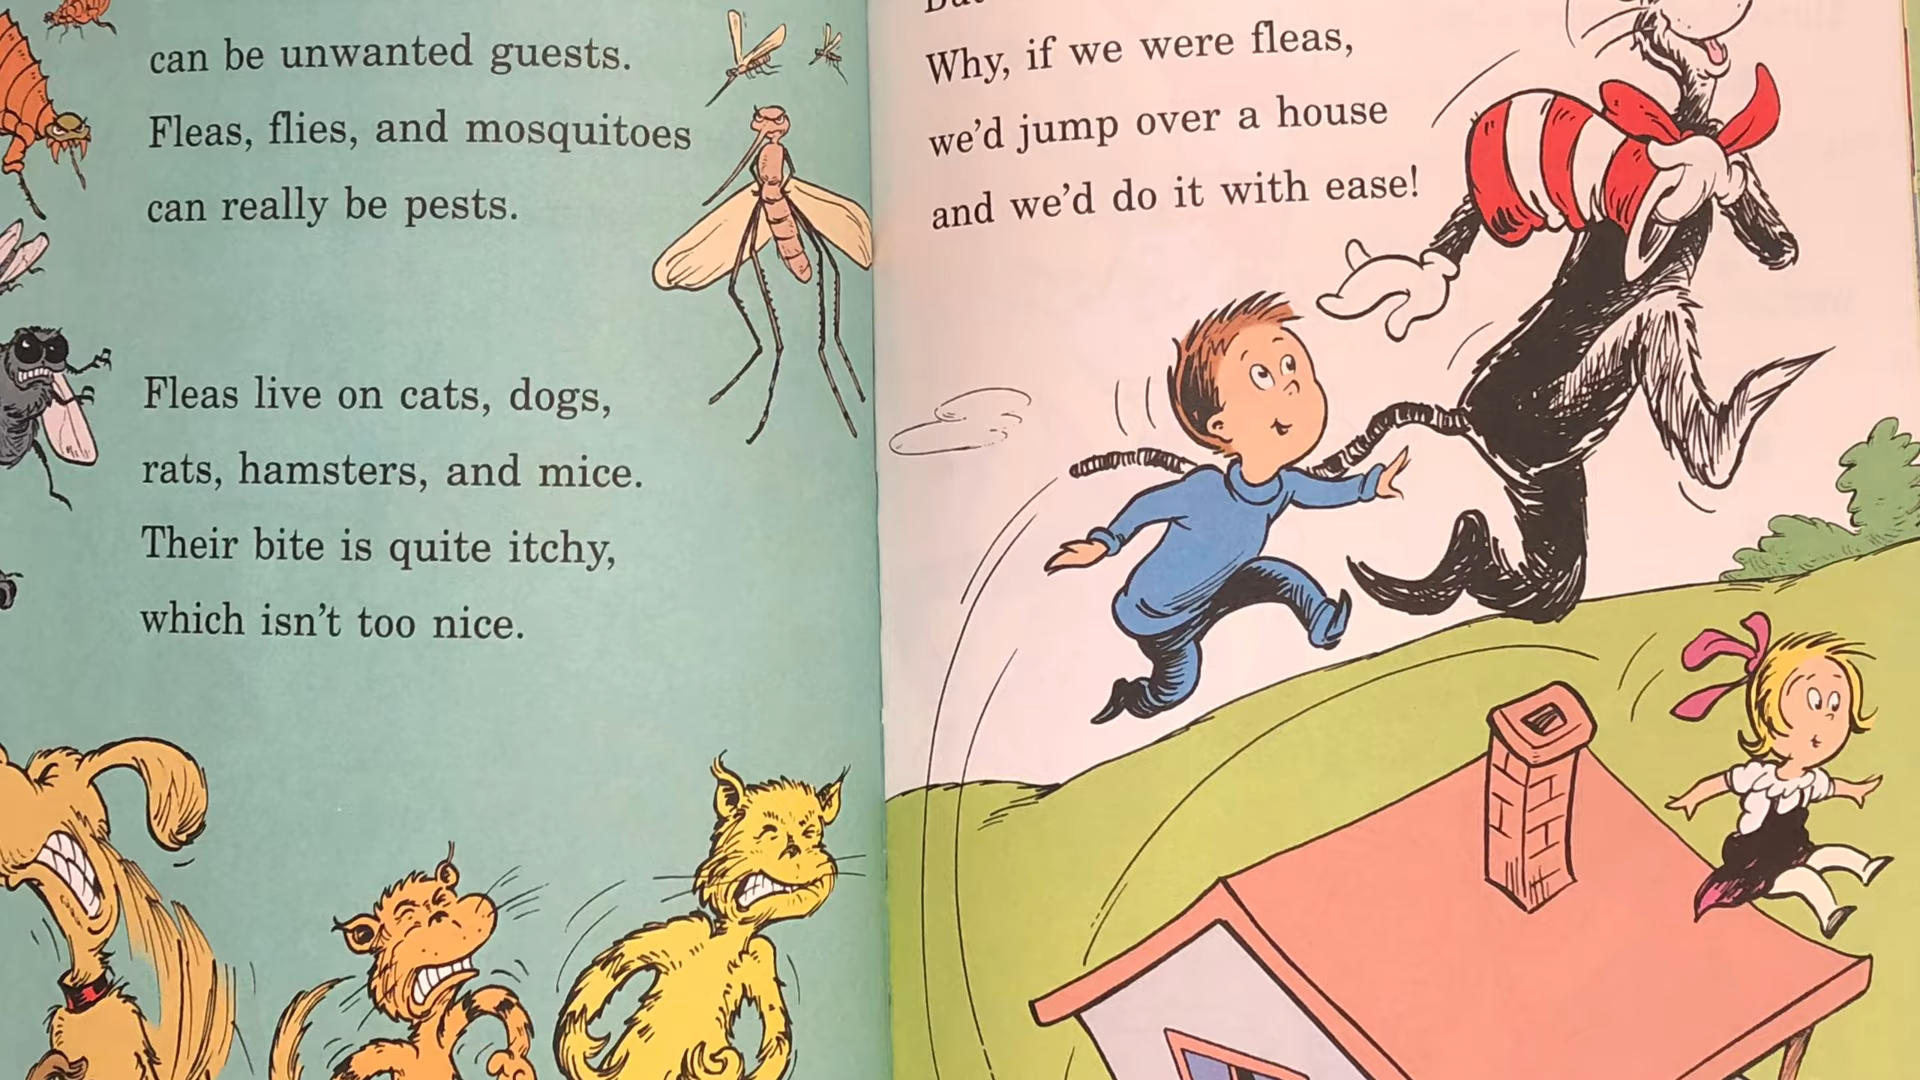 can be unwanted guests.
Fleas, flies, and mosquitoes
can really be pests.
Fleas live on cats, dogs,
rats, hamsters, and mice.
Their bite is quite itchy,
which isn't too nice.
Why, if we were fleas,
we'd jump over a house
and we'd do it with ease!